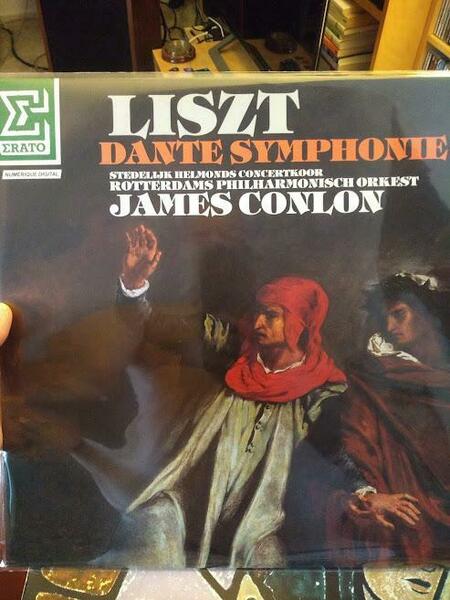 ERATO
NUMERIQUE DIGITAL
LISZT
DANTE SYMPHONIE
STEDELIJK HELMONDS CONCERTKOOR
ROTTERDAMS PHILHARMONISCH ORKEST
JAMES CONLON